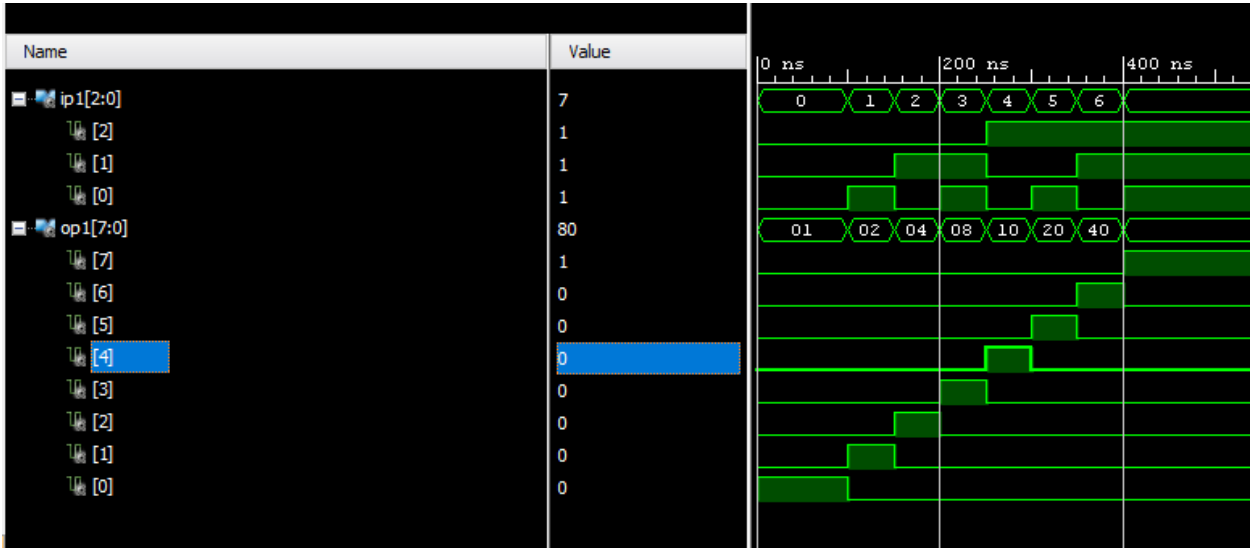 Name Value
0 ns 200 ns 400 ns
ip1[2:0] 7 0 1 2 3 4 5 6
[2] 1
[1] 1
[0] 1
op1[7:0] 80 01 02 04 08 10 20 40
[7] 1
[6] 0
[5] 0
[4] 0
[3] 0
[2] 0
[1] 0
[0] 0